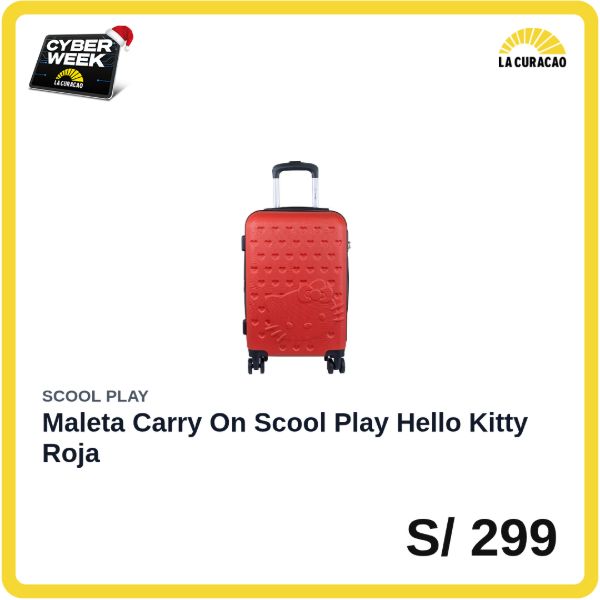 CYBER
WEEK
LA CURACAO
LA CURACAO
SCOOL PLAY
Maleta Carry On Scool Play Hello Kitty
Roja
S/ 299